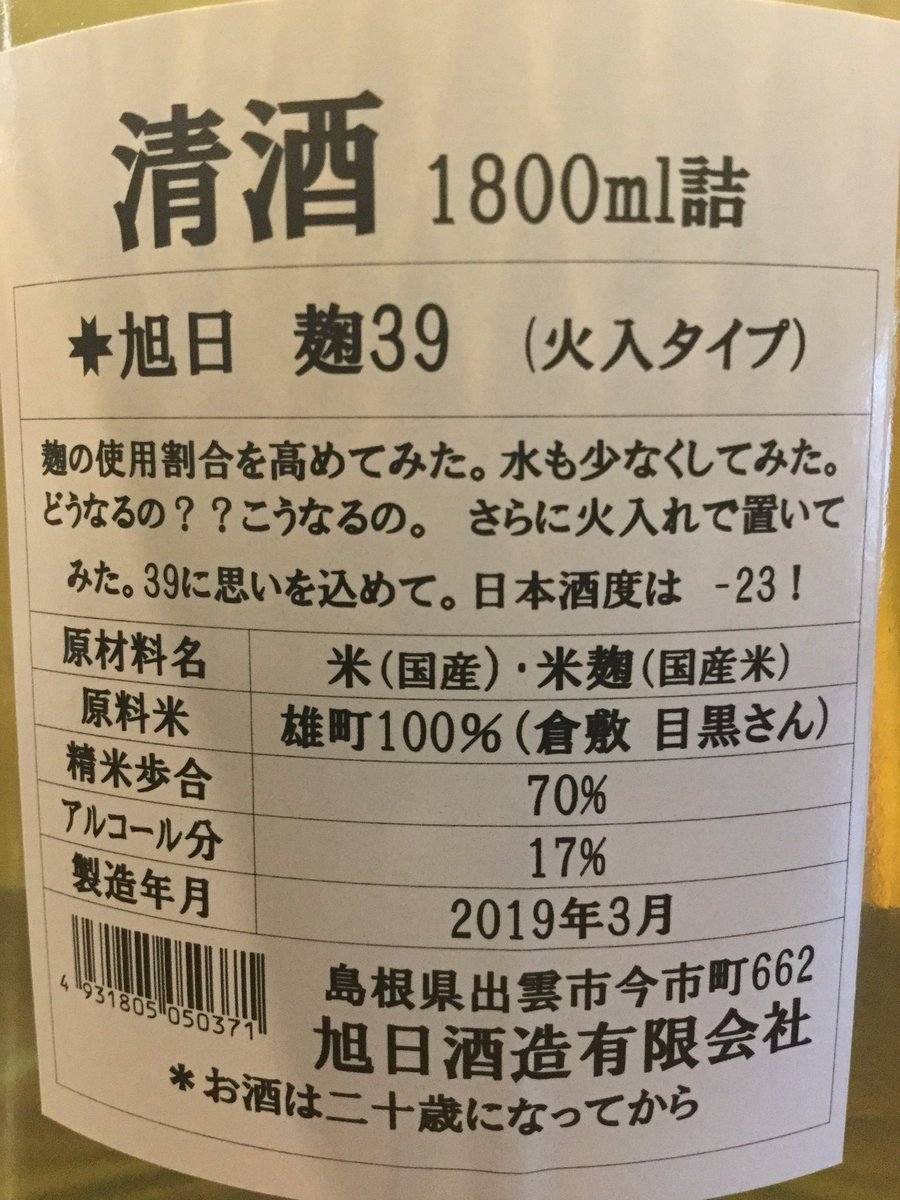 清酒 1800ml詰
✷旭日 麹39 (火入タイプ)
麹の使用割合を高めてみた。水も少なくしてみた。
どうなるの？？こうなるの。 さらに火入れで置いて
みた。39に思いを込めて。日本酒度は -23！
原材料名 米(国産)・米麹(国産米)
原料米 雄町100%(倉敷 目黒さん)
精米歩合 70%
アルコール分 17%
製造年月 2019年3月
4 931805 050371
島根県出雲市今市町662
旭日酒造有限会社
＊お酒は二十歳になってから